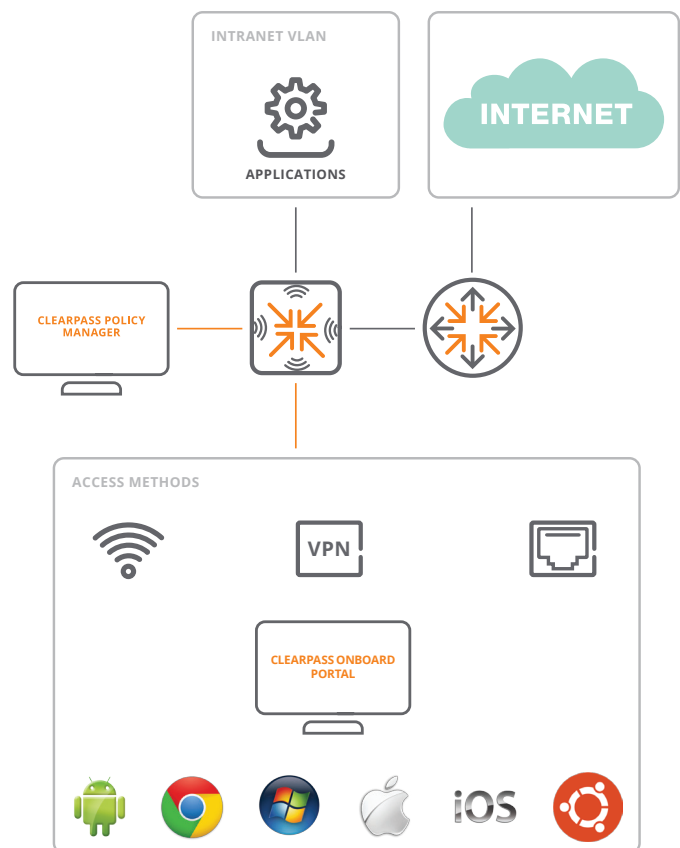 INTRANET VLAN
APPLICATIONS
INTERNET
CLEARPASS POLICY
MANAGER
ACCESS METHODS
VPN
CLEARPASS ONBOARD
PORTAL
iOS